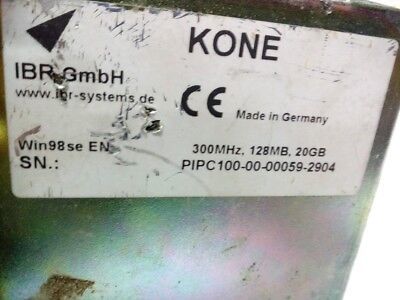 KONE
IBR GmbH
www.ibr-systems.de
CE Made in Germany
Win98se EN 300MHz, 128MB, 20GB
SN.: PIPC100-00-00059-2904